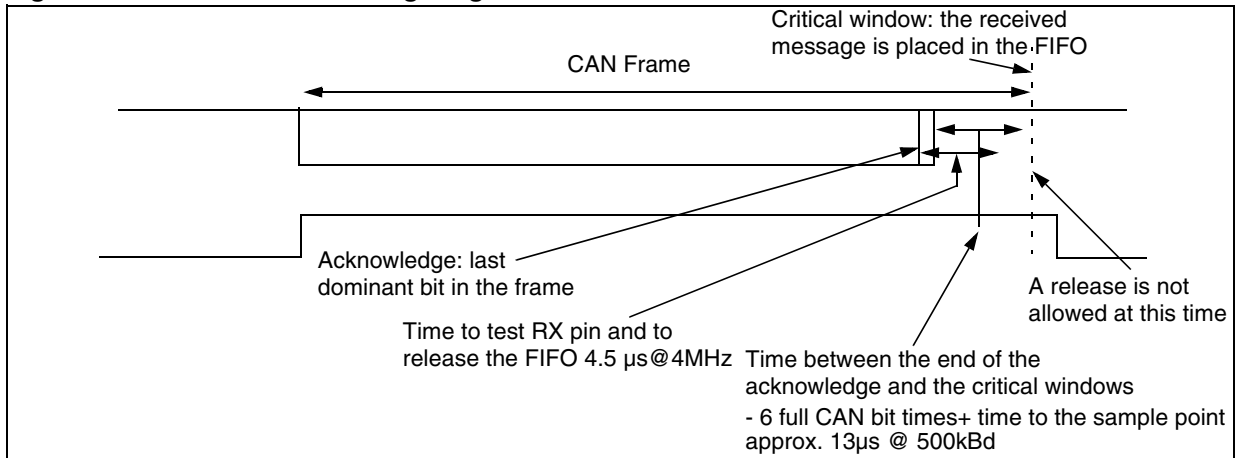 Critical window: the received
message is placed in the FIFO
CAN Frame
Acknowledge: last
dominant bit in the frame
A release is not
allowed at this time
Time to test RX pin and to
release the FIFO 4.5 µs@4MHz
Time between the end of the
acknowledge and the critical windows
- 6 full CAN bit times+ time to the sample point
approx. 13µs @ 500kBd